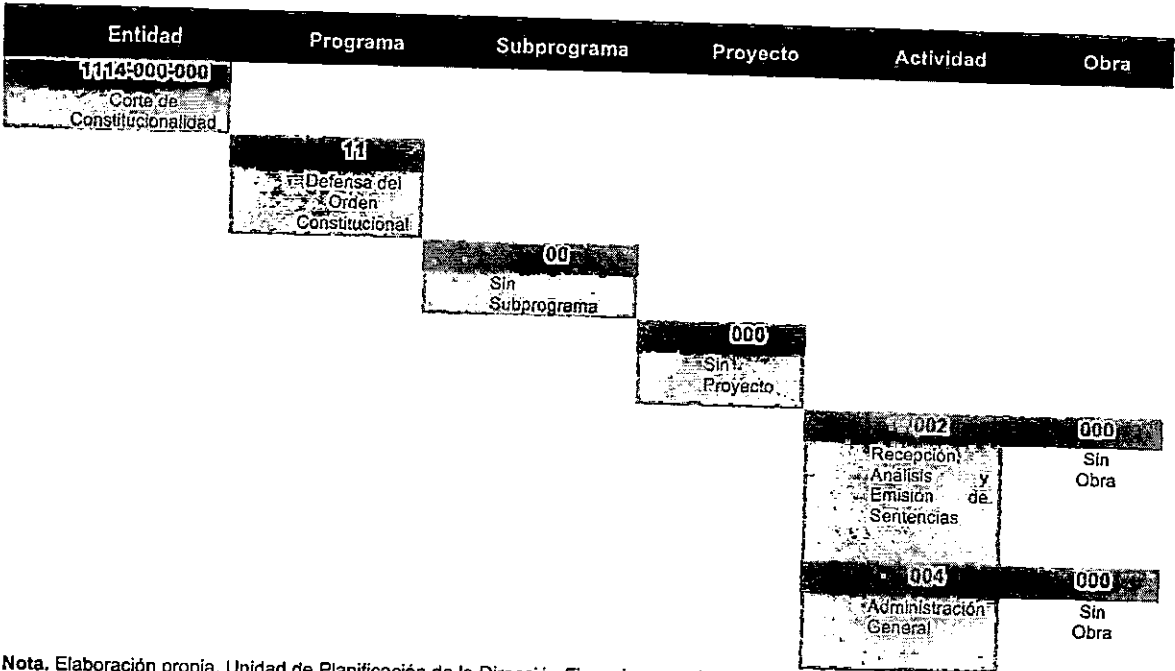 Entidad Programa Subprograma Proyecto Actividad Obra
1114-000-000
Corte de
Constitucionalidad
11
Defensa del
Orden
Constitucional
00
Sin
Subprograma
000
Sin
Proyecto
002 000
Recepción, Sin
Análisis y Obra
Emisión de
Sentencias
004 000
Administración Sin
General Obra
Nota. Elaboración propia. Unidad de Planificación de la Dirección